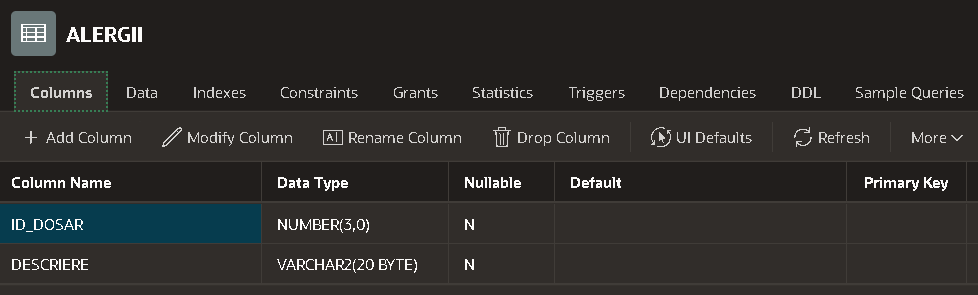 ALERGII
Columns Data Indexes Constraints Grants Statistics Triggers Dependencies DDL Sample Queries
Add Column Modify Column Rename Column Drop Column UI Defaults Refresh More
Column Name Data Type Nullable Default Primary Key
ID_DOSAR NUMBER(3,0) N
DESCRIERE VARCHAR2(20 BYTE) N